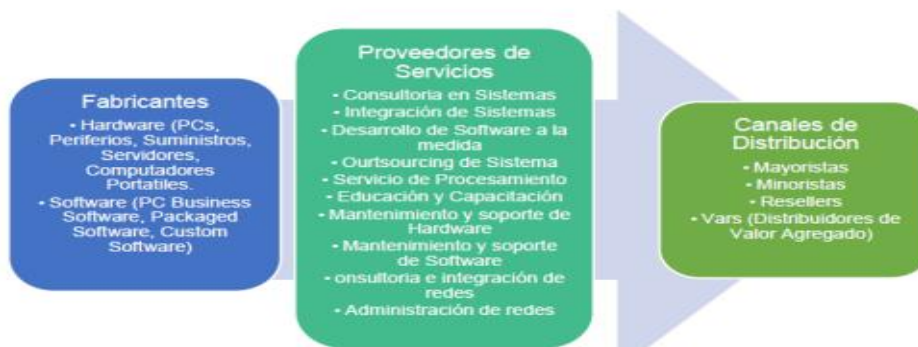 Fabricantes
• Hardware (PCs,
Periferios, Suministros,
Servidores,
Computadores
Portatiles.
• Software (PC Business
Software, Packaged
Software, Custom
Software)
Proveedores de
Servicios
• Consultoria en Sistemas
• Integración de Sistemas
• Desarrollo de Software a la
medida
• Ourtsourcing de Sistema
• Servicio de Procesamiento
• Educación y Capacitación
• Mantenimiento y soporte de
Hardware
• Mantenimiento y soporte
de Software
• onsultoria e integración de
redes
• Administración de redes
Canales de
Distribución
• Mayoristas
• Minoristas
• Resellers
• Vars (Distribuidores de
Valor Agregado)